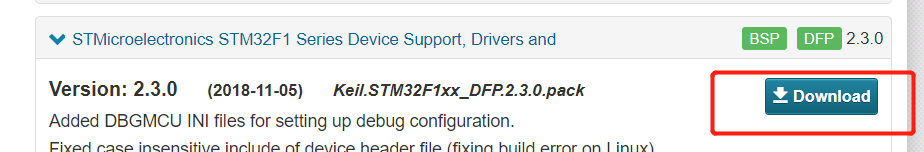 STMicroelectronics STM32F1 Series Device Support, Drivers and BSP DFP 2.3.0
Version: 2.3.0 (2018-11-05) Keil.STM32F1xx_DFP.2.3.0.pack Download
Added DBGMCU INI files for setting up debug configuration.
Fixed case insensitive include of device header file (fixing build error on Linux)